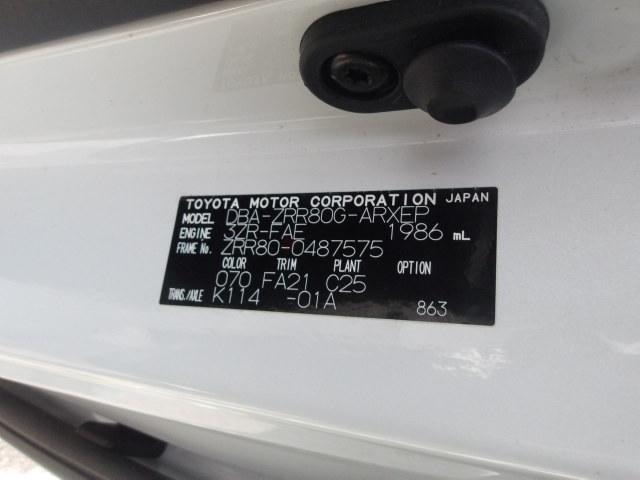 TOYOTA MOTOR CORPORATION JAPAN
MODEL DBA-ZRR80G-ARXEP
ENGINE 3ZR-FAE 1986 mL
FRAME No. ZRR80-0487575
COLOR TRIM PLANT OPTION
070 FA21 C25
TRANS./AXLE K114 -01A 863